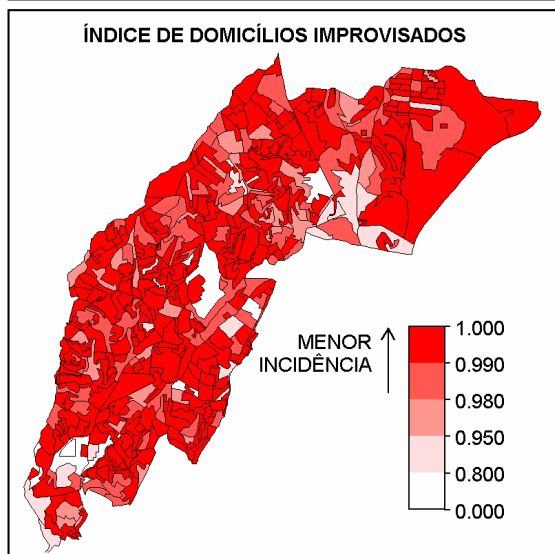 ÍNDICE DE DOMICÍLIOS IMPROVISADOS
MENOR
INCIDÊNCIA
1.000
0.990
0.980
0.950
0.800
0.000